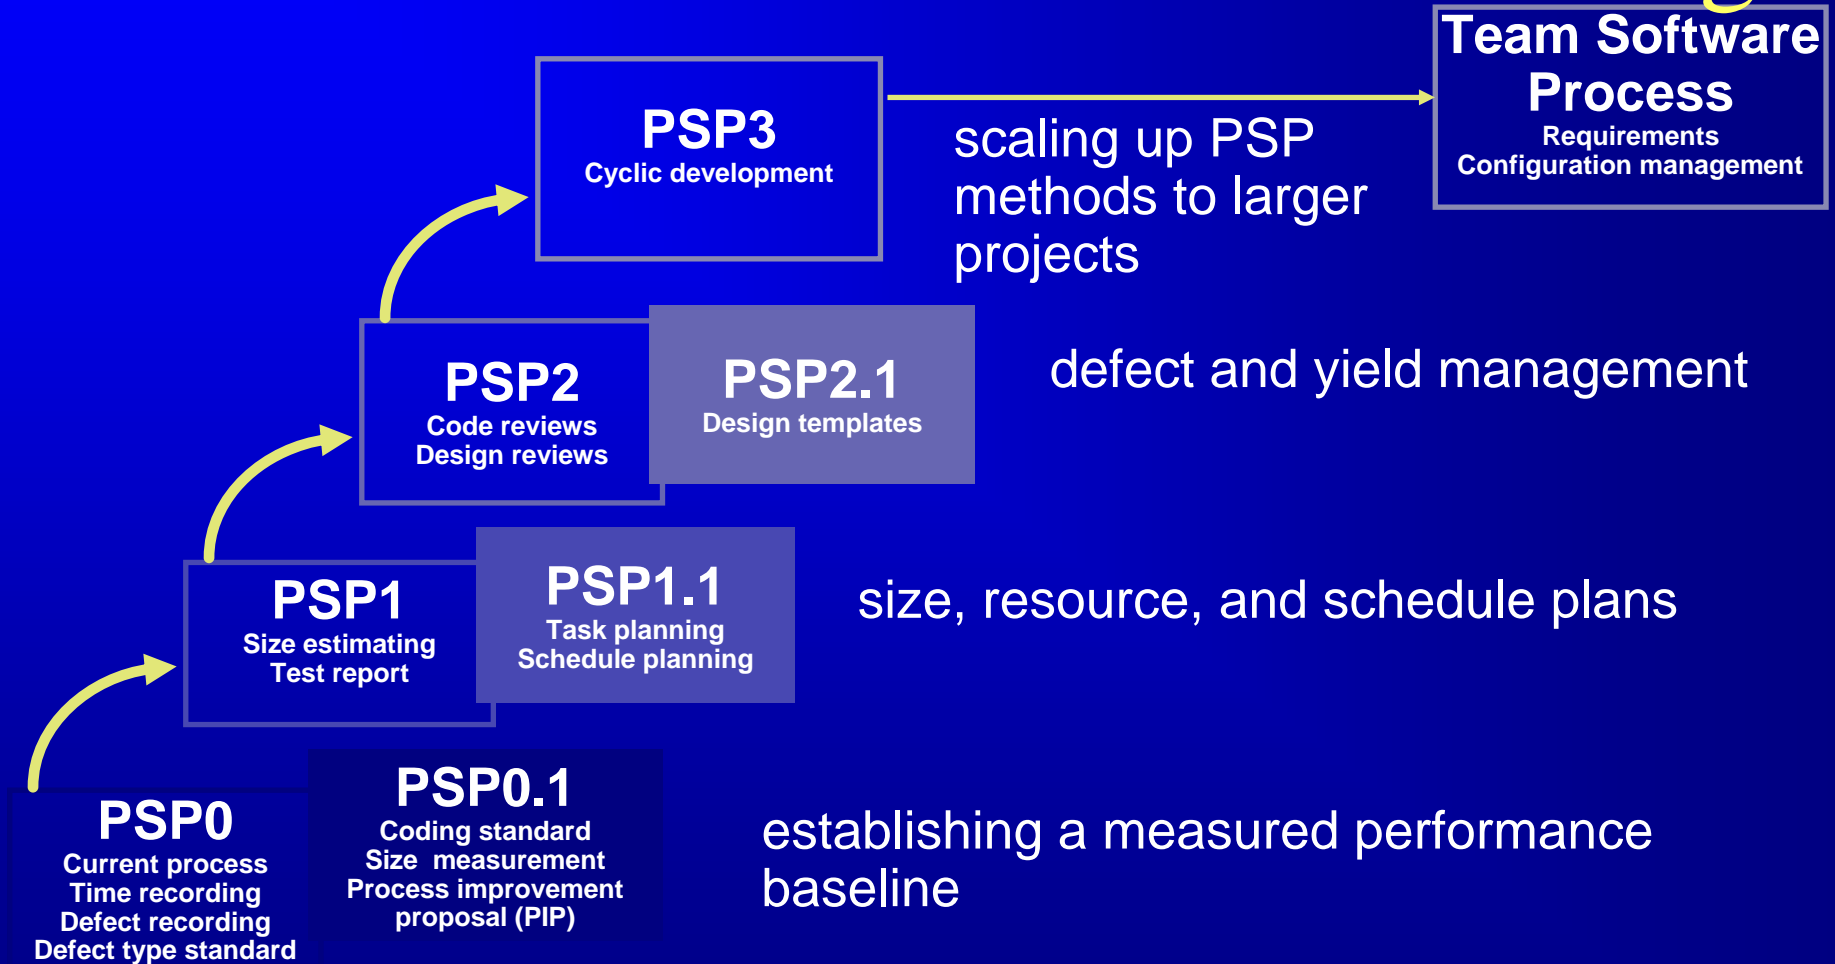 Team Software
Process
Requirements
Configuration management
PSP3
Cyclic development
scaling up PSP
methods to larger
projects
PSP2
Code reviews
Design reviews
PSP2.1
Design templates
defect and yield management
PSP1
Size estimating
Test report
PSP1.1
Task planning
Schedule planning
size, resource, and schedule plans
PSP0
Current process
Time recording
Defect recording
Defect type standard
PSP0.1
Coding standard
Size measurement
Process improvement
proposal (PIP)
establishing a measured performance
baseline